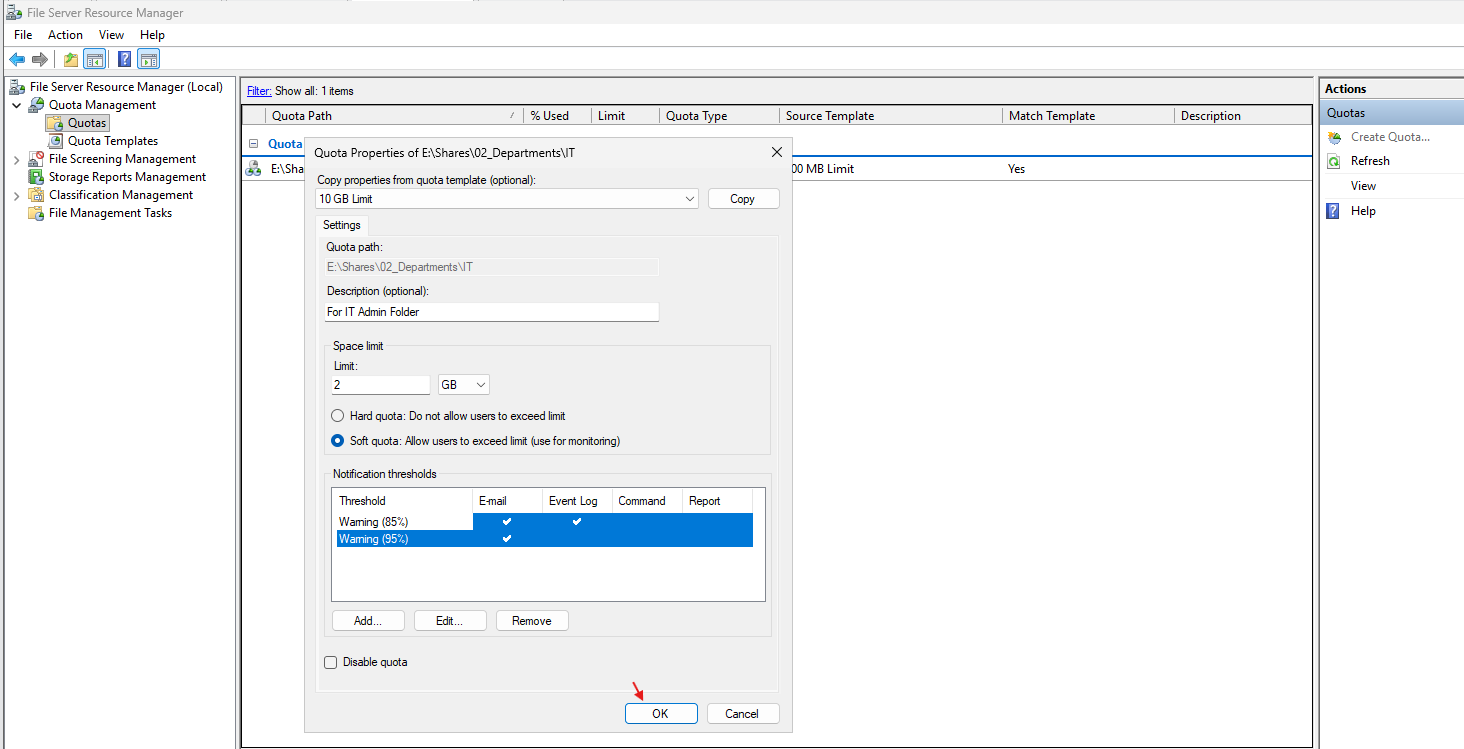 File Server Resource Manager
File Action View Help
File Server Resource Manager (Local)
Quota Management
Quotas
Quota Templates
File Screening Management
Storage Reports Management
Classification Management
File Management Tasks
Filter: Show all: 1 items
Quota Path / % Used Limit Quota Type Source Template Match Template Description
Quota
E:\Sha 00 MB Limit Yes
Quota Properties of E:\Shares\02_Departments\IT
Copy properties from quota template (optional):
10 GB Limit Copy
Settings
Quota path:
E:\Shares\02_Departments\IT
Description (optional):
For IT Admin Folder
Space limit
Limit:
2 GB
Hard quota: Do not allow users to exceed limit
Soft quota: Allow users to exceed limit (use for monitoring)
Notification thresholds
Threshold E-mail Event Log Command Report
Warning (85%)
Warning (95%)
Add... Edit... Remove
Disable quota
OK Cancel
Actions
Quotas
Create Quota...
Refresh
View
Help